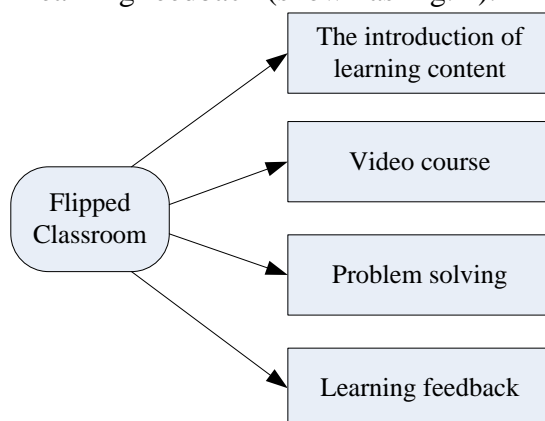 The introduction of
learning content
Video course
Flipped
Classroom
Problem solving
Learning feedback